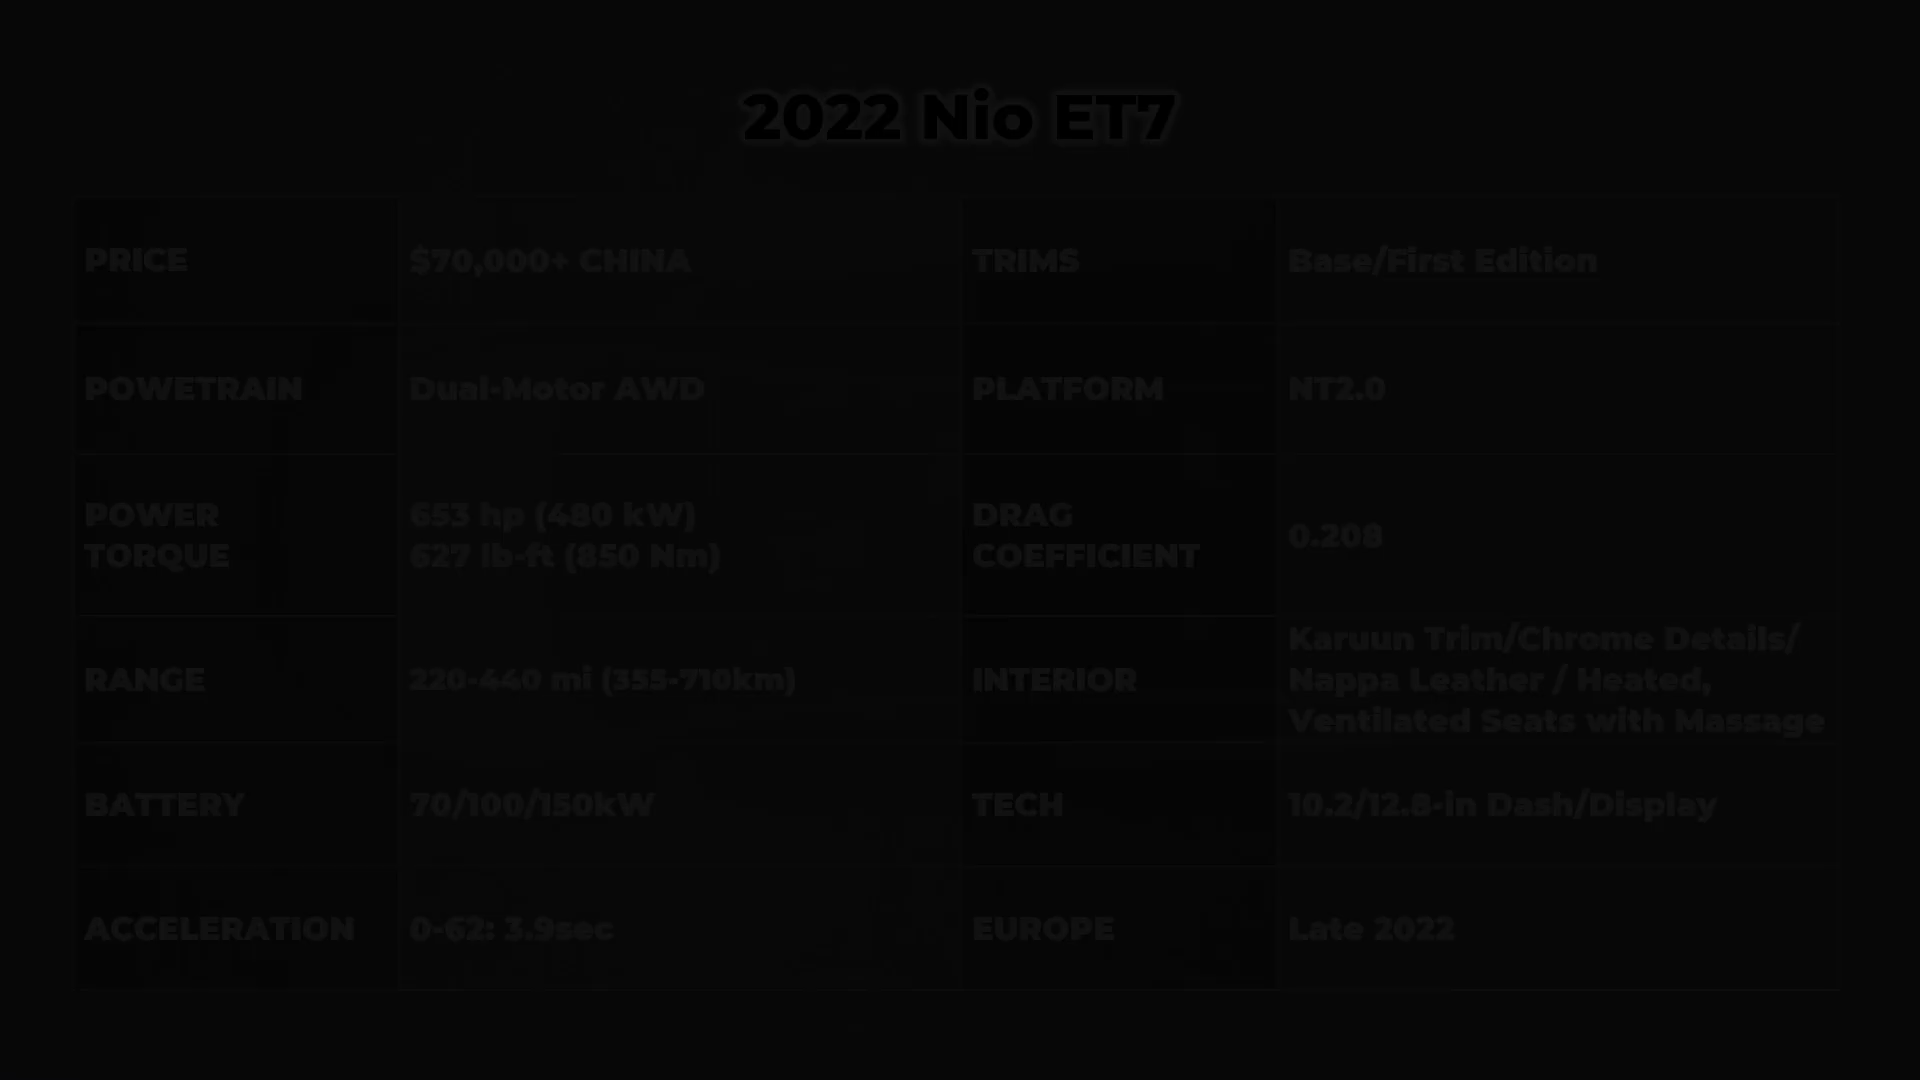 2022 Nio ET7
PRICE
$70,000+ CHINA
TRIMS
Base/First Edition
POWETRAIN
Dual-Motor AWD
PLATFORM
NT2.0
POWER
TORQUE
653 hp (480 kW)
627 lb-ft (850 Nm)
DRAG
COEFFICIENT
0.208
RANGE
220-440 mi (355-710km)
INTERIOR
Karuun Trim/Chrome Details/
Nappa Leather / Heated,
Ventilated Seats with Massage
BATTERY
70/100/150kW
TECH
10.2/12.8-in Dash/Display
ACCELERATION
0-62: 3.9sec
EUROPE
Late 2022